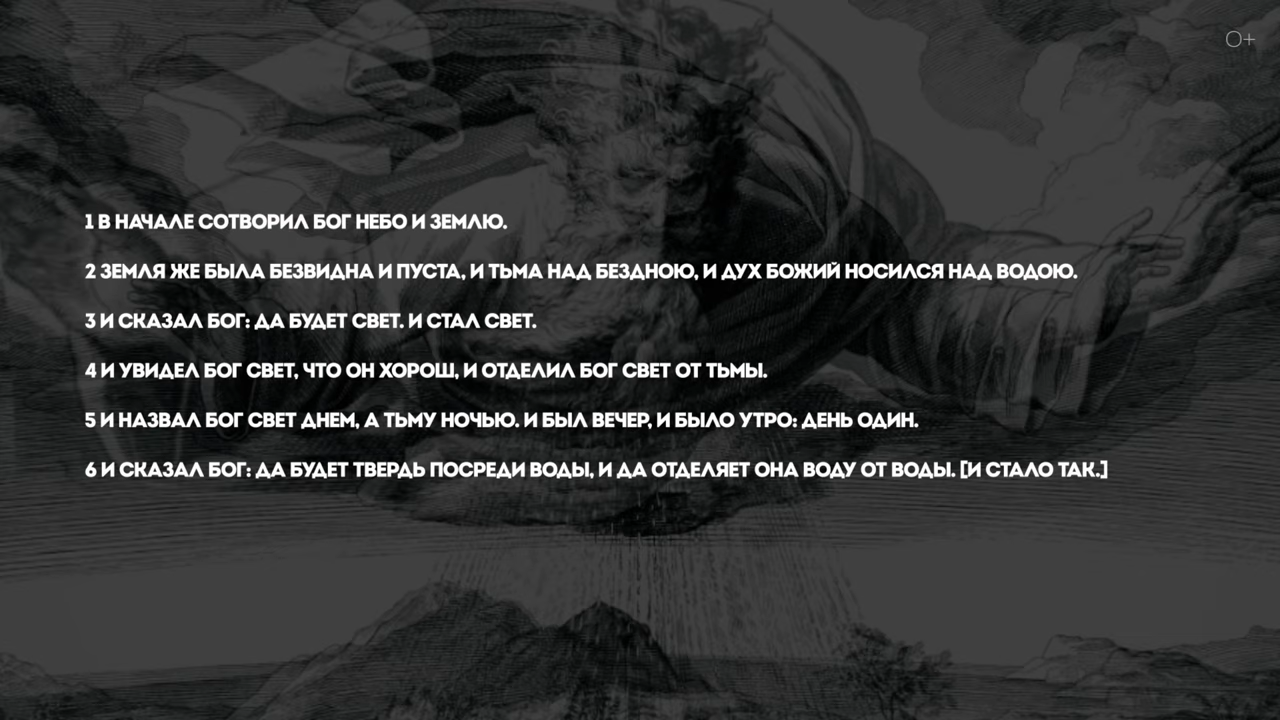 0+
1 В НАЧАЛЕ СОТВОРИЛ БОГ НЕБО И ЗЕМЛЮ.
2 ЗЕМЛЯ ЖЕ БЫЛА БЕЗВИДНА И ПУСТА, И ТЬМА НАД БЕЗДНОЮ, И ДУХ БОЖИЙ НОСИЛСЯ НАД ВОДОЮ.
3 И СКАЗАЛ БОГ: ДА БУДЕТ СВЕТ. И СТАЛ СВЕТ.
4 И УВИДЕЛ БОГ СВЕТ, ЧТО ОН ХОРОШ, И ОТДЕЛИЛ БОГ СВЕТ ОТ ТЬМЫ.
5 И НАЗВАЛ БОГ СВЕТ ДНЕМ, А ТЬМУ НОЧЬЮ. И БЫЛ ВЕЧЕР, И БЫЛО УТРО: ДЕНЬ ОДИН.
6 И СКАЗАЛ БОГ: ДА БУДЕТ ТВЕРДЬ ПОСРЕДИ ВОДЫ, И ДА ОТДЕЛЯЕТ ОНА ВОДУ ОТ ВОДЫ. [И СТАЛО ТАК.]